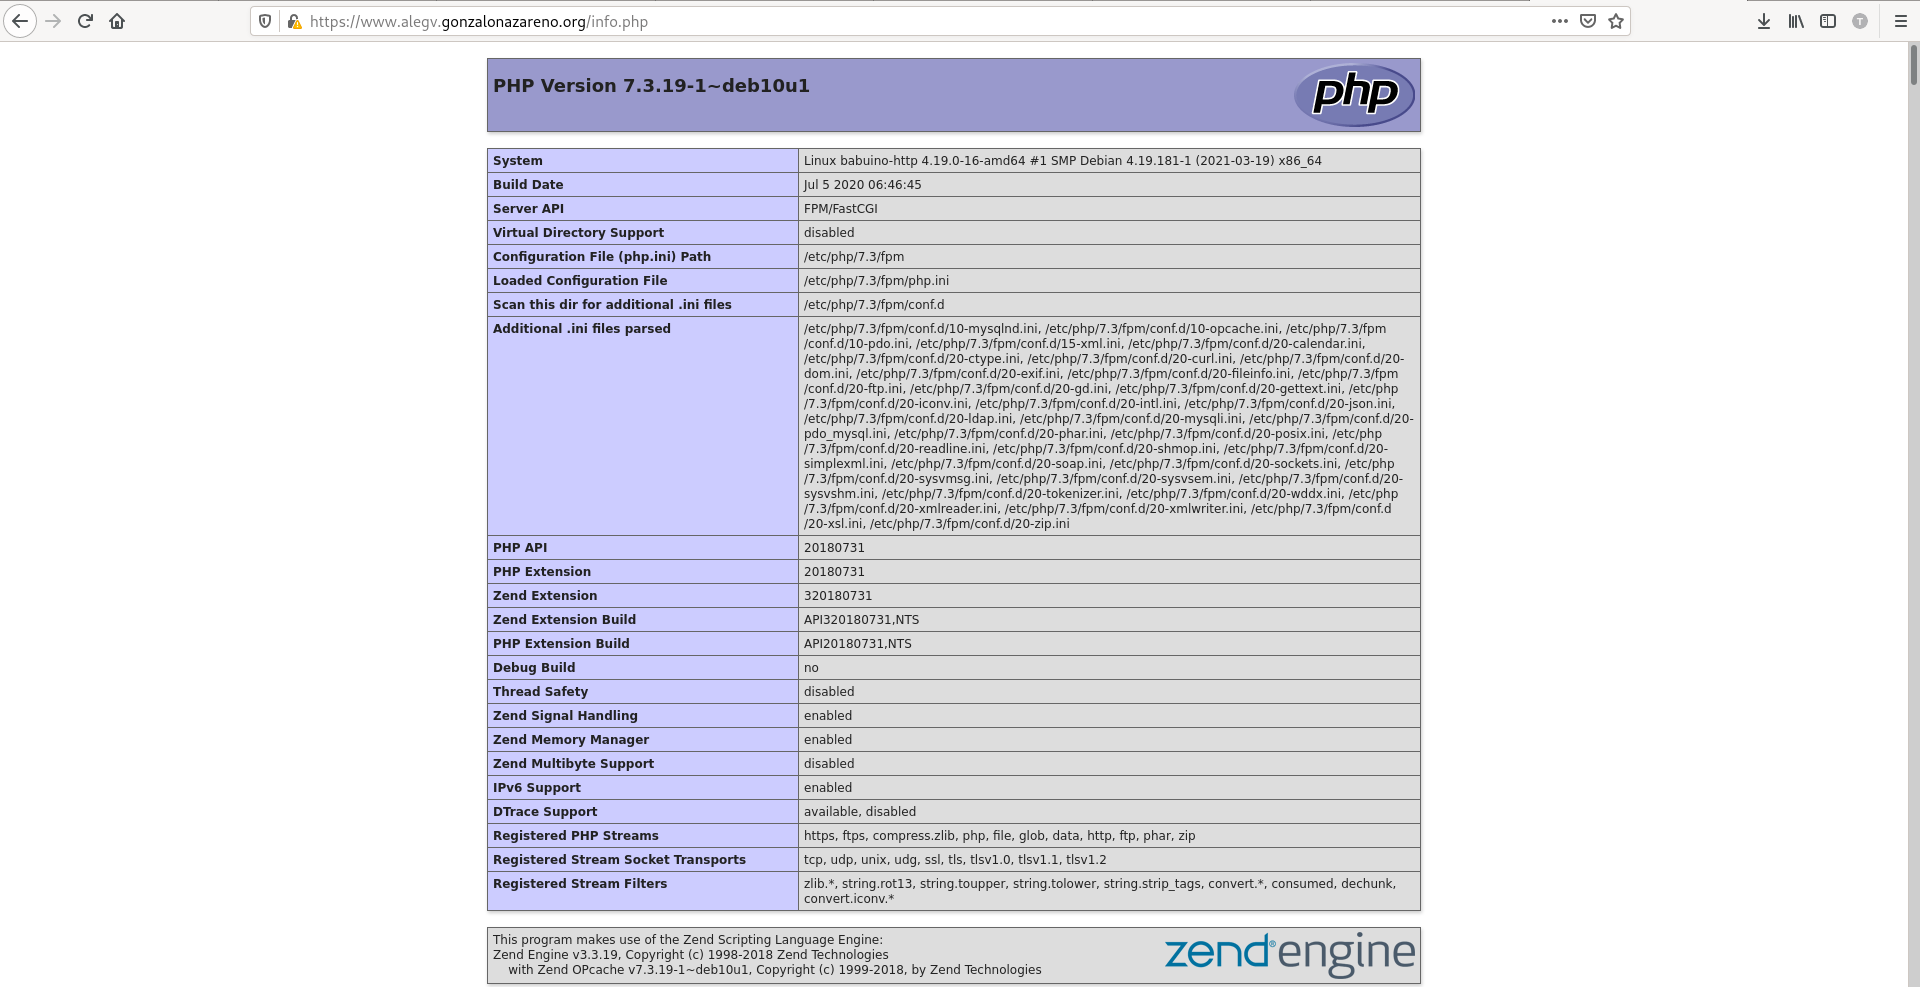 https://www.alegv.gonzalonazareno.org/info.php
T
PHP Version 7.3.19-1~deb10u1
php
System Linux babuino-http 4.19.0-16-amd64 #1 SMP Debian 4.19.181-1 (2021-03-19) x86_64
Build Date Jul 5 2020 06:46:45
Server API FPM/FastCGI
Virtual Directory Support disabled
Configuration File (php.ini) Path /etc/php/7.3/fpm
Loaded Configuration File /etc/php/7.3/fpm/php.ini
Scan this dir for additional .ini files /etc/php/7.3/fpm/conf.d
Additional .ini files parsed /etc/php/7.3/fpm/conf.d/10-mysqlnd.ini, /etc/php/7.3/fpm/conf.d/10-opcache.ini, /etc/php/7.3/fpm
/conf.d/10-pdo.ini, /etc/php/7.3/fpm/conf.d/15-xml.ini, /etc/php/7.3/fpm/conf.d/20-calendar.ini,
/etc/php/7.3/fpm/conf.d/20-ctype.ini, /etc/php/7.3/fpm/conf.d/20-curl.ini, /etc/php/7.3/fpm/conf.d/20-
dom.ini, /etc/php/7.3/fpm/conf.d/20-exif.ini, /etc/php/7.3/fpm/conf.d/20-fileinfo.ini, /etc/php/7.3/fpm
/conf.d/20-ftp.ini, /etc/php/7.3/fpm/conf.d/20-gd.ini, /etc/php/7.3/fpm/conf.d/20-gettext.ini, /etc/php
/7.3/fpm/conf.d/20-iconv.ini, /etc/php/7.3/fpm/conf.d/20-intl.ini, /etc/php/7.3/fpm/conf.d/20-json.ini,
/etc/php/7.3/fpm/conf.d/20-ldap.ini, /etc/php/7.3/fpm/conf.d/20-mysqli.ini, /etc/php/7.3/fpm/conf.d/20-
pdo_mysql.ini, /etc/php/7.3/fpm/conf.d/20-phar.ini, /etc/php/7.3/fpm/conf.d/20-posix.ini, /etc/php
/7.3/fpm/conf.d/20-readline.ini, /etc/php/7.3/fpm/conf.d/20-shmop.ini, /etc/php/7.3/fpm/conf.d/20-
simplexml.ini, /etc/php/7.3/fpm/conf.d/20-soap.ini, /etc/php/7.3/fpm/conf.d/20-sockets.ini, /etc/php
/7.3/fpm/conf.d/20-sysvmsg.ini, /etc/php/7.3/fpm/conf.d/20-sysvsem.ini, /etc/php/7.3/fpm/conf.d/20-
sysvshm.ini, /etc/php/7.3/fpm/conf.d/20-tokenizer.ini, /etc/php/7.3/fpm/conf.d/20-wddx.ini, /etc/php
/7.3/fpm/conf.d/20-xmlreader.ini, /etc/php/7.3/fpm/conf.d/20-xmlwriter.ini, /etc/php/7.3/fpm/conf.d
/20-xsl.ini, /etc/php/7.3/fpm/conf.d/20-zip.ini
PHP API 20180731
PHP Extension 20180731
Zend Extension 320180731
Zend Extension Build API320180731,NTS
PHP Extension Build API20180731,NTS
Debug Build no
Thread Safety disabled
Zend Signal Handling enabled
Zend Memory Manager enabled
Zend Multibyte Support disabled
IPv6 Support enabled
DTrace Support available, disabled
Registered PHP Streams https, ftps, compress.zlib, php, file, glob, data, http, ftp, phar, zip
Registered Stream Socket Transports tcp, udp, unix, udg, ssl, tls, tlsv1.0, tlsv1.1, tlsv1.2
Registered Stream Filters zlib.*, string.rot13, string.toupper, string.tolower, string.strip_tags, convert.*, consumed, dechunk,
convert.iconv.*
This program makes use of the Zend Scripting Language Engine:
Zend Engine v3.3.19, Copyright (c) 1998-2018 Zend Technologies
with Zend OPcache v7.3.19-1~deb10u1, Copyright (c) 1999-2018, by Zend Technologies
zend® engine